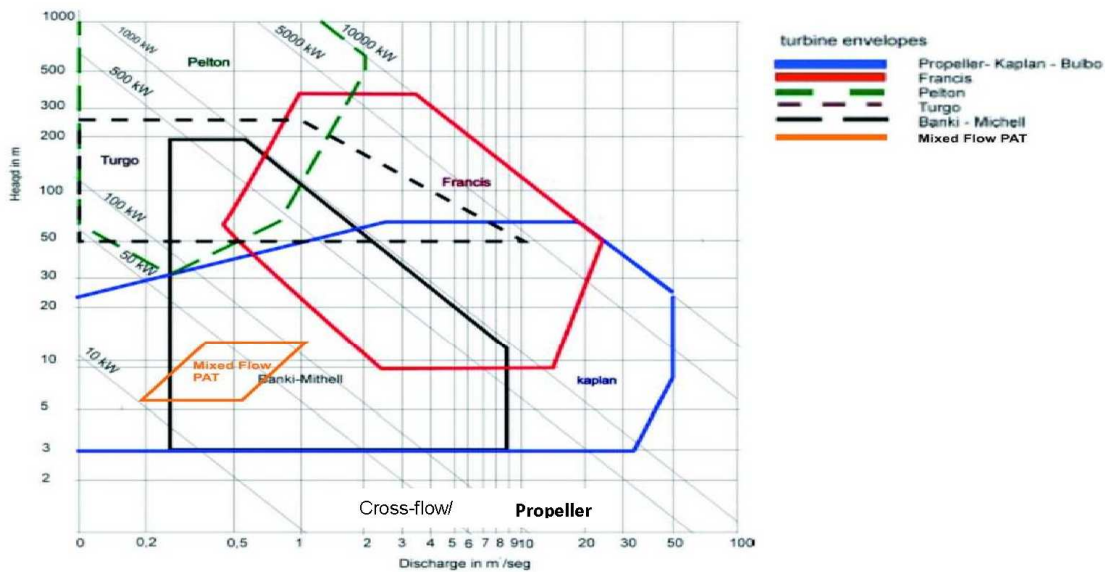 1000
500
300
200
100
50
30
20
10
5
3
2
Heaqd in m
1000 kW
500 kW
100 kW
50 kW
10 kW
5000 kW
10000 kW
Pelton
Turgo
Francis
Mixed Flow
PAT
Banki-Mithell
kaplan
Cross-flow/ Propeller
0 0,2 0,5 1 2 3 4 5 6 7 8 910 20 30 50 100
Discharge in m³/seg
turbine envelopes
Propeller- Kaplan - Bulbo
Francis
Pelton
Turgo
Banki - Michell
Mixed Flow PAT